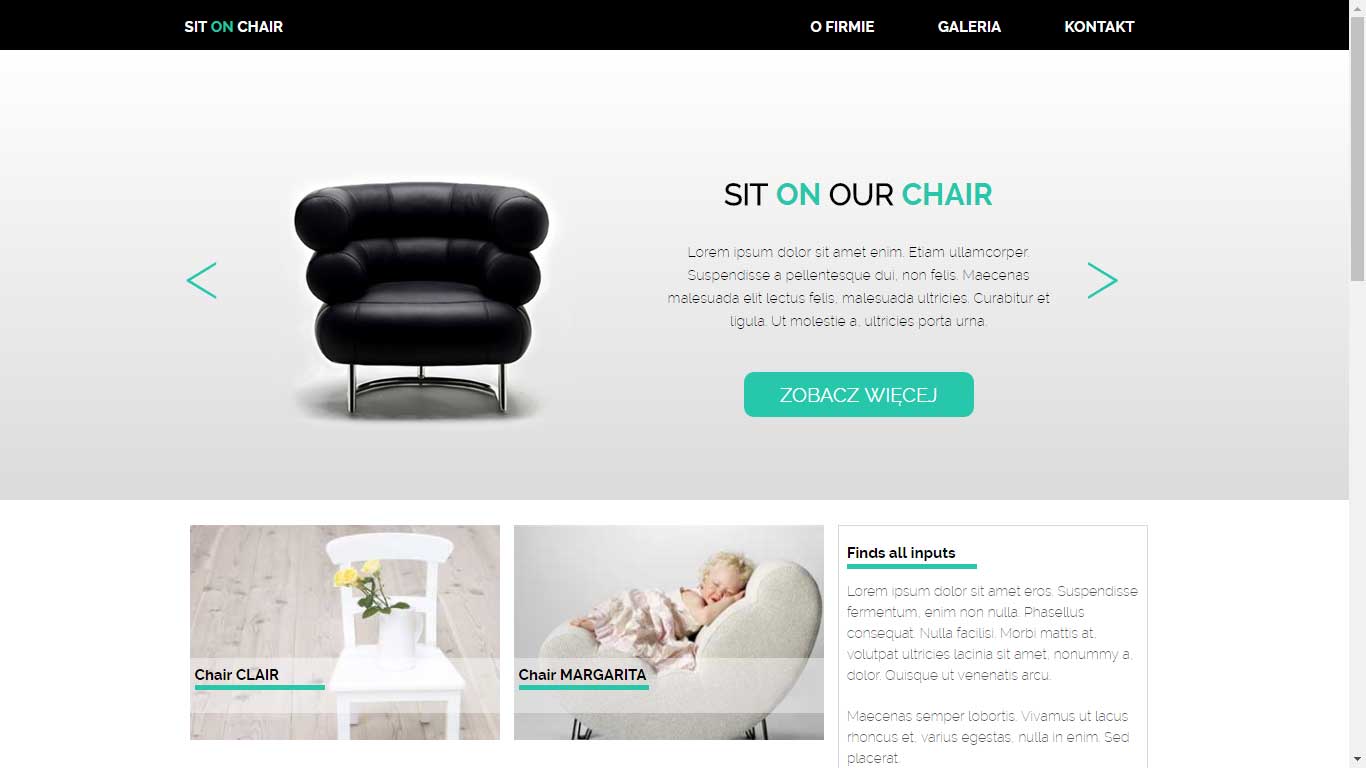 SIT ON CHAIR
O FIRMIE
GALERIA
KONTAKT
SIT ON OUR CHAIR
Lorem ipsum dolor sit amet enim. Etiam ullamcorper.
Suspendisse a pellentesque dui, non felis. Maecenas
malesuada elit lectus felis, malesuada ultricies. Curabitur et
ligula. Ut molestie a, ultricies porta urna.
ZOBACZ WIĘCEJ
Chair CLAIR
Chair MARGARITA
Finds all inputs
Lorem ipsum dolor sit amet eros. Suspendisse
fermentum, enim non nulla. Phasellus
consequat. Nulla facilisi. Morbi mattis at,
volutpat ultricies lacinia sit amet, nonummy a,
dolor. Quisque ut venenatis arcu.
Maecenas semper lobortis. Vivamus ut lacus
rhoncus et, varius egestas, nulla in enim. Sed
placerat